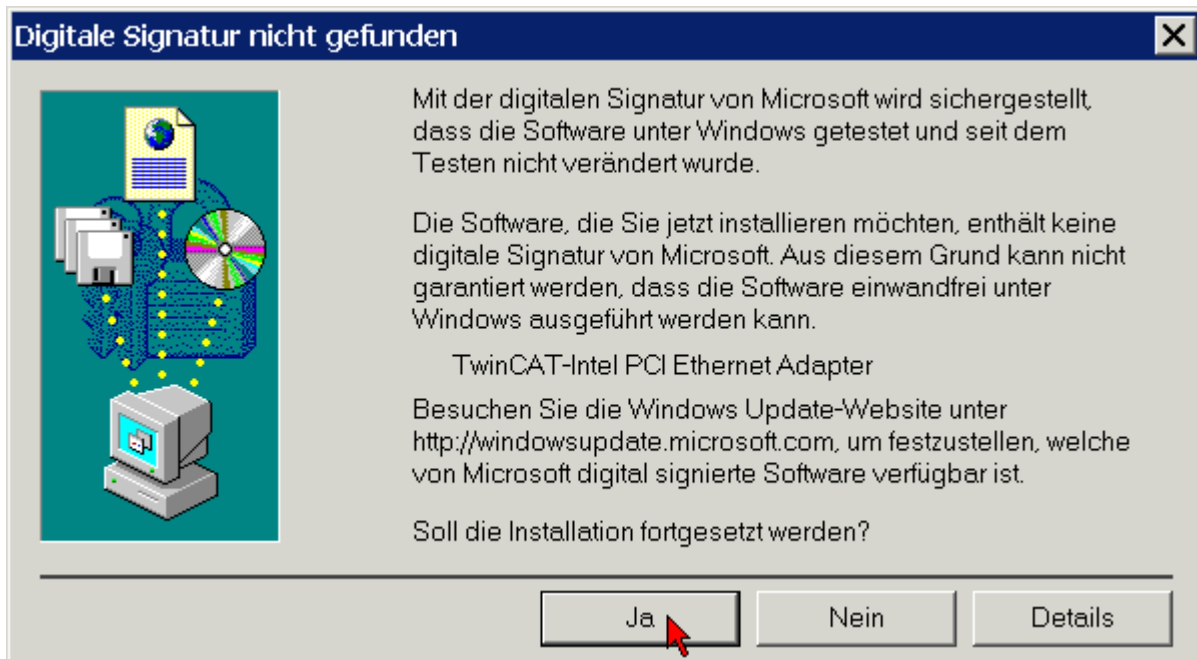 Digitale Signatur nicht gefunden
Mit der digitalen Signatur von Microsoft wird sichergestellt,
dass die Software unter Windows getestet und seit dem
Testen nicht verändert wurde.
Die Software, die Sie jetzt installieren möchten, enthält keine
digitale Signatur von Microsoft. Aus diesem Grund kann nicht
garantiert werden, dass die Software einwandfrei unter
Windows ausgeführt werden kann.
TwinCAT-Intel PCI Ethernet Adapter
Besuchen Sie die Windows Update-Website unter
http://windowsupdate.microsoft.com, um festzustellen, welche
von Microsoft digital signierte Software verfügbar ist.
Soll die Installation fortgesetzt werden?
Ja Nein Details